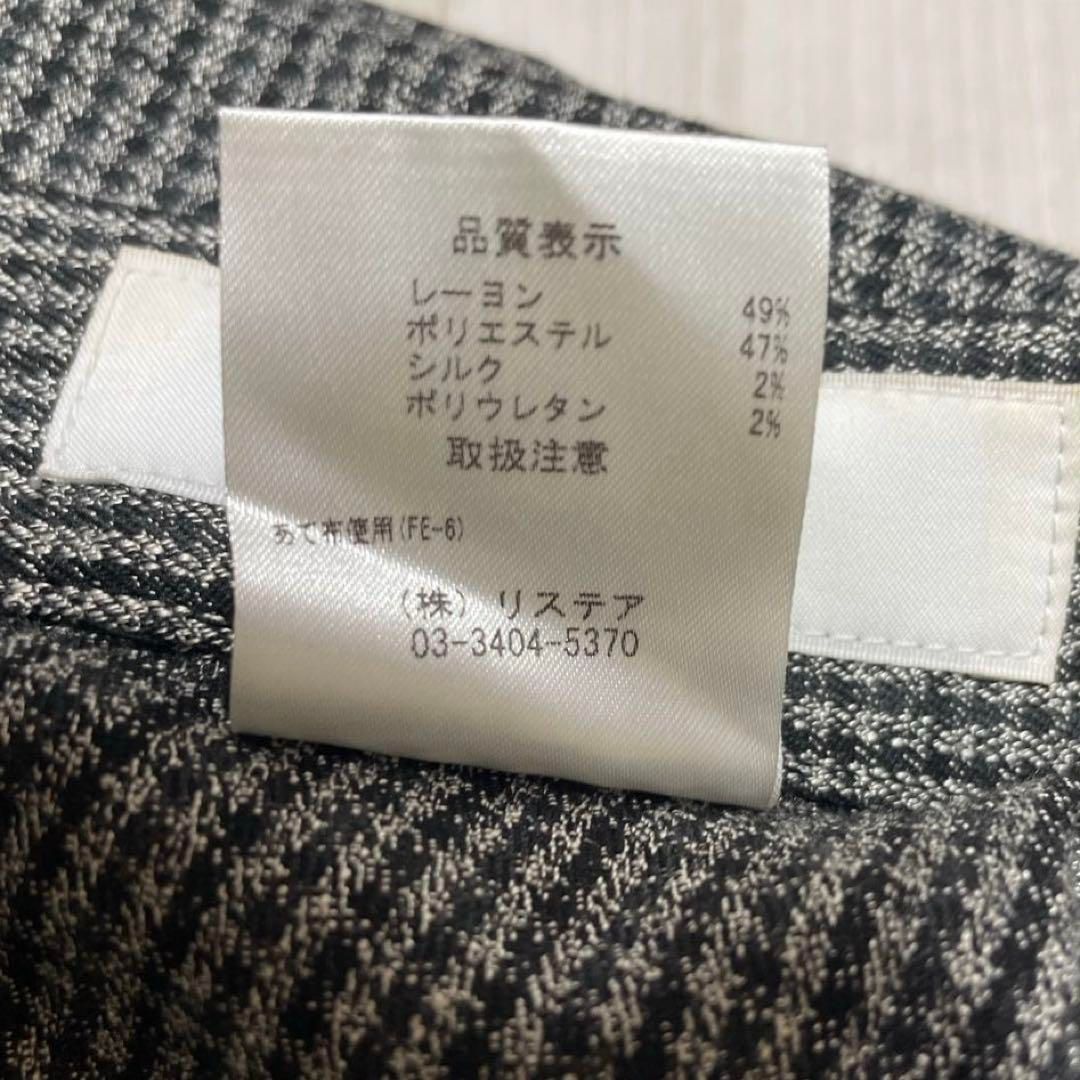 品質表示
レーヨン 49%
ポリエステル 47%
シルク 2%
ポリウレタン 2%
取扱注意
あて布使用(FE-6)
(株) リステア
03-3404-5370